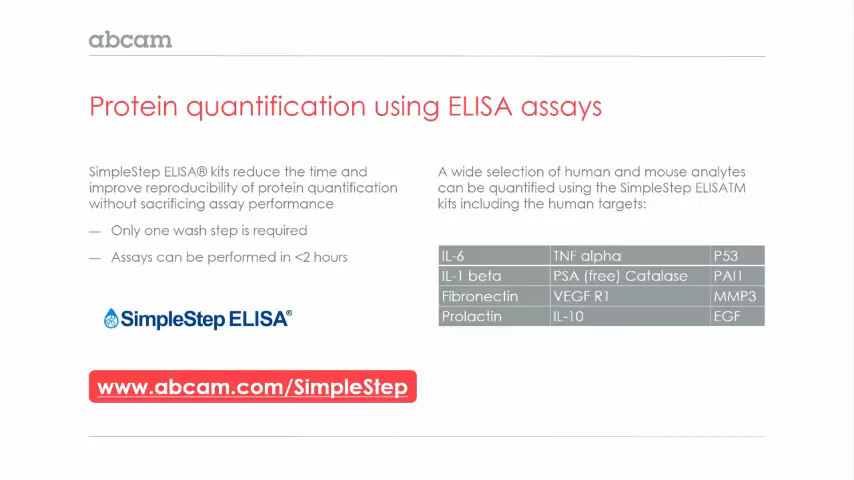 abcam
Protein quantification using ELISA assays
SimpleStep ELISA® kits reduce the time and
improve reproducibility of protein quantification
without sacrificing assay performance
— Only one wash step is required
— Assays can be performed in <2 hours
SimpleStep ELISA®
www.abcam.com/SimpleStep
A wide selection of human and mouse analytes
can be quantified using the SimpleStep ELISATM
kits including the human targets:
IL-6 TNF alpha P53
IL-1 beta PSA (free) Catalase PAI1
Fibronectin VEGF R1 MMP3
Prolactin IL-10 EGF